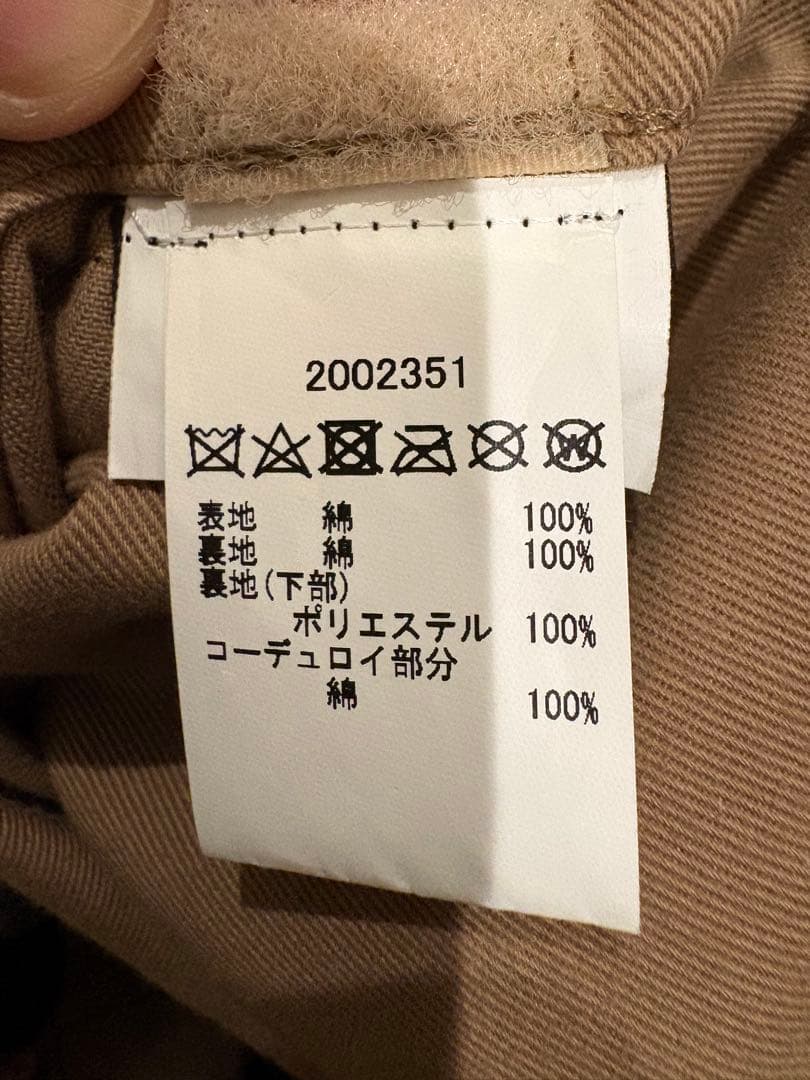 2002351
表地 綿 100%
裏地 綿 100%
裏地(下部)
ポリエステル 100%
コーデュロイ部分
綿 100%